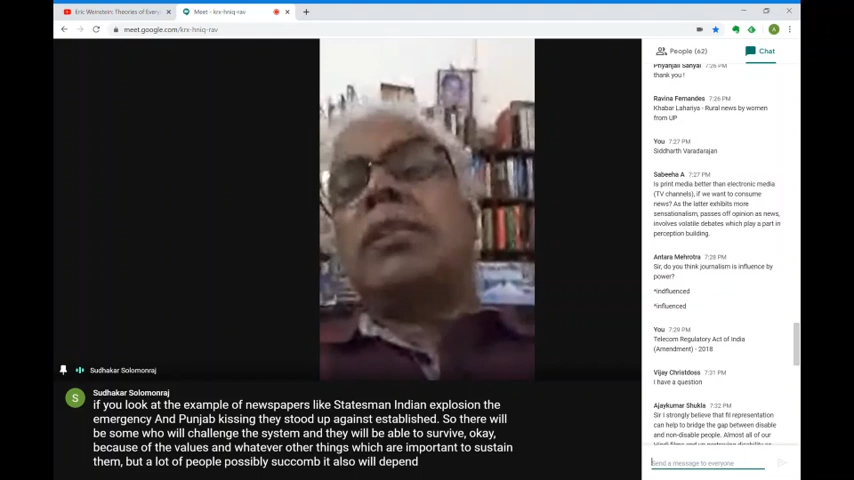 Eric Weinstein: Theories of Every
Meet - krx-hniq-rav
meet.google.com/krx-hniq-rav
People (62)
Chat
Priyanjali Sanyal 7:26 PM
thank you !
Ravina Fernandes 7:26 PM
Khabar Lahariya - Rural news by women
from UP
You 7:27 PM
Siddharth Varadarajan
Sabeeha A 7:27 PM
Is print media better than electronic media
(TV channels), if we want to consume
news? As the latter exhibits more
sensationalism, passes off opinion as news,
involves volatile debates which play a part in
perception building.
Antara Mehrotra 7:28 PM
Sir, do you think journalism is influence by
power?
*indfluenced
*influenced
You 7:29 PM
Telecom Regulatory Act of India
(Amendment) - 2018
Vijay Christdoss 7:31 PM
I have a question
Ajaykumar Shukla 7:32 PM
Sir I strongly believe that fil representation
can help to bridge the gap between disable
and non-disable people. Almost all of our
Send a message to everyone
Sudhakar Solomonraj
S
Sudhakar Solomonraj
if you look at the example of newspapers like Statesman Indian explosion the
emergency And Punjab kissing they stood up against established. So there will
be some who will challenge the system and they will be able to survive, okay,
because of the values and whatever other things which are important to sustain
them, but a lot of people possibly succomb it also will depend